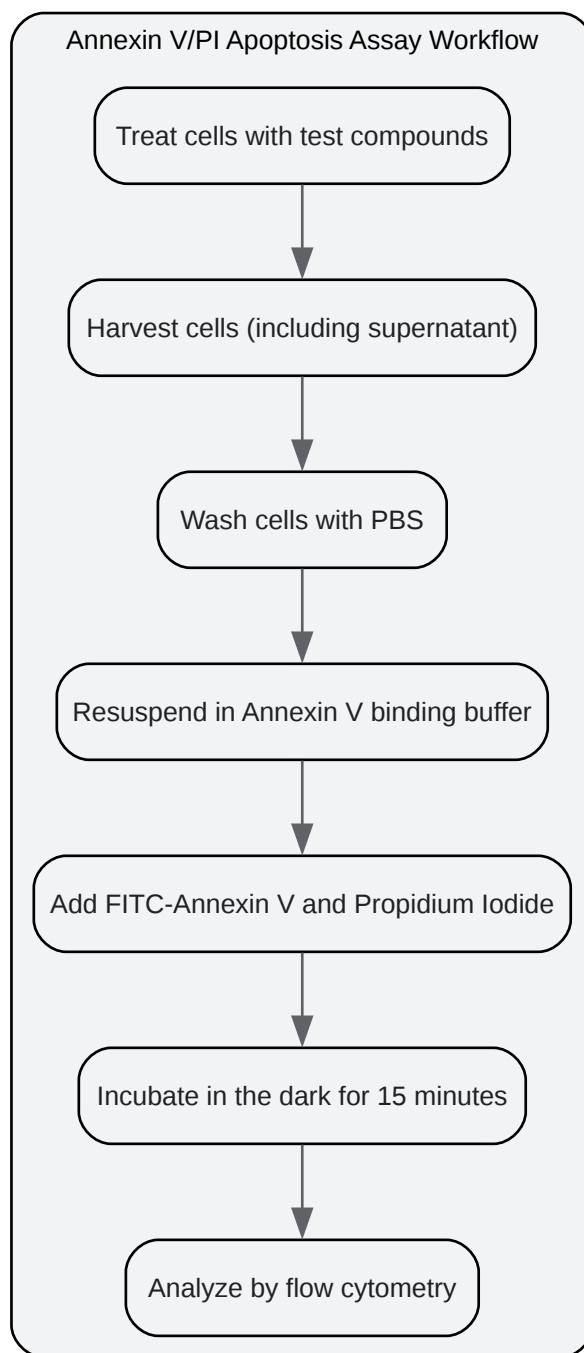 Annexin V/PI Apoptosis Assay Workflow
Treat cells with test compounds
Harvest cells (including supernatant)
Wash cells with PBS
Resuspend in Annexin V binding buffer
Add FITC-Annexin V and Propidium Iodide
Incubate in the dark for 15 minutes
Analyze by flow cytometry